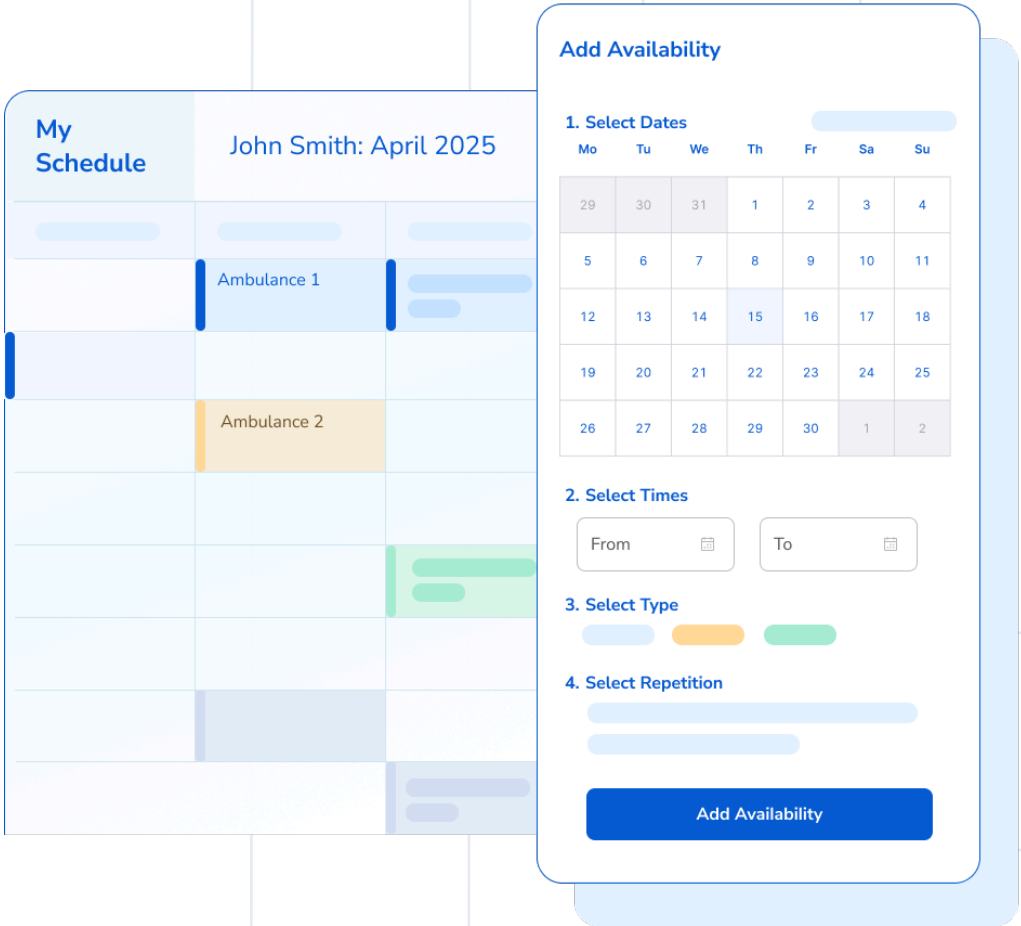 My
Schedule
John Smith: April 2025
Ambulance 1
Ambulance 2
Add Availability
1. Select Dates
Mo Tu We Th Fr Sa Su
29 30 31 1 2 3 4
5 6 7 8 9 10 11
12 13 14 15 16 17 18
19 20 21 22 23 24 25
26 27 28 29 30 1 2
2. Select Times
From To
3. Select Type
4. Select Repetition
Add Availability